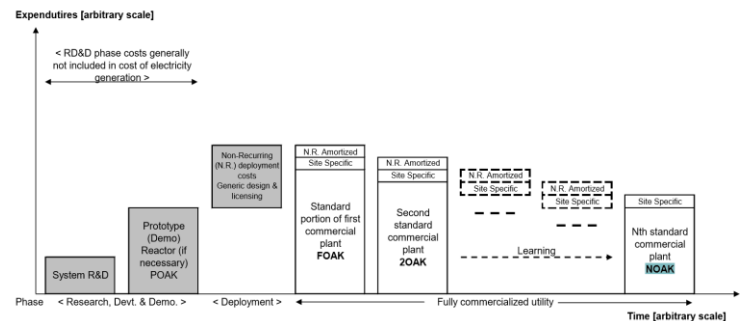 Expendutires [arbitrary scale]
< RD&D phase costs generally
not included in cost of electricity
generation >
Non-Recurring
(N.R.) deployment
costs
Generic design &
licensing
N.R. Amortized
Site Specific
Standard
portion of first
commercial
plant
FOAK
N.R. Amortized
Site Specific
Second
standard
commercial
plant
2OAK
N.R. Amortized
Site Specific
N.R. Amortized
Site Specific
Learning
Site Specific
Nth standard
commercial
plant
NOAK
Prototype
(Demo)
Reactor (if
necessary)
POAK
System R&D
Phase
< Research, Devt. & Demo. >
< Deployment >
Fully commercialized utility
Time [arbitrary scale]